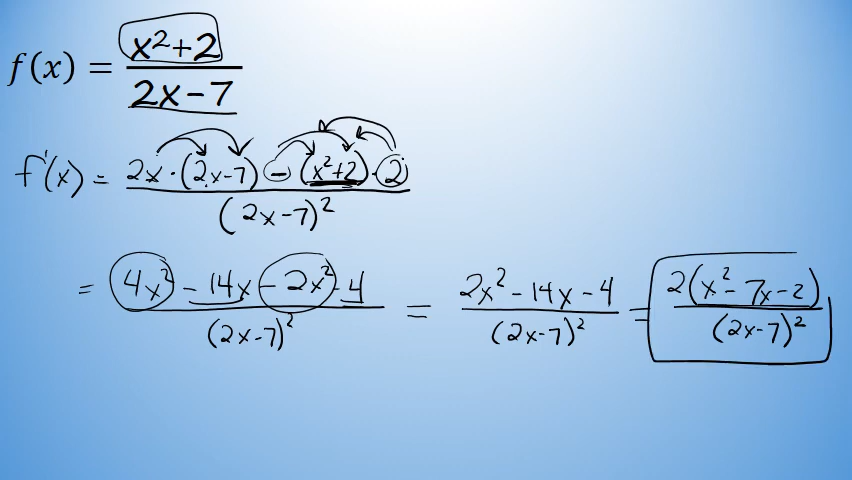 f(x) = x²+2 / 2x-7
f'(x) = 2x·(2x-7) - (x²+2)·2 / (2x-7)²
= 4x² - 14x - 2x² - 4 / (2x-7)² = 2x² - 14x - 4 / (2x-7)² = 2(x² - 7x - 2) / (2x-7)²